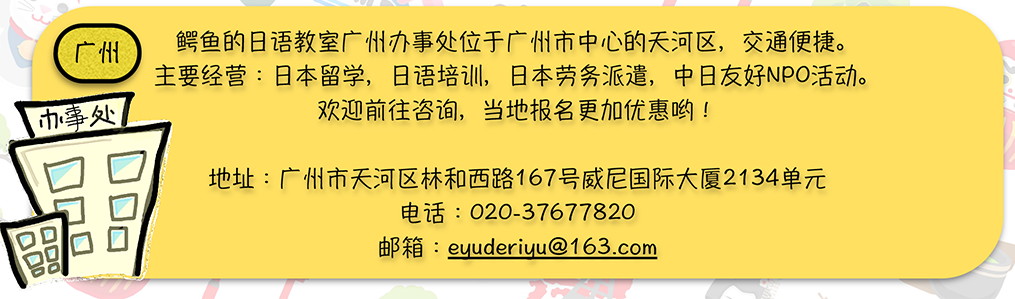 广州
鳄鱼的日语教室广州办事处位于广州市中心的天河区，交通便捷。
主要经营：日本留学，日语培训，日本劳务派遣，中日友好NPO活动。
欢迎前往咨询，当地报名更加优惠哟！
办事处
地址：广州市天河区林和西路167号威尼国际大厦2134单元
电话：020-37677820
邮箱：eyuderiyu@163.com